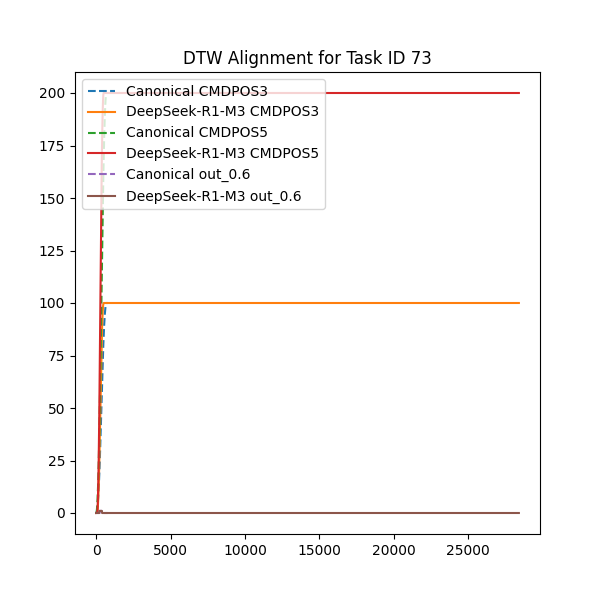 DTW Alignment for Task ID 73
200
175
150
125
100
75
50
25
0
Canonical CMDPOS3
DeepSeek-R1-M3 CMDPOS3
Canonical CMDPOS5
DeepSeek-R1-M3 CMDPOS5
Canonical out_0.6
DeepSeek-R1-M3 out_0.6
0 5000 10000 15000 20000 25000